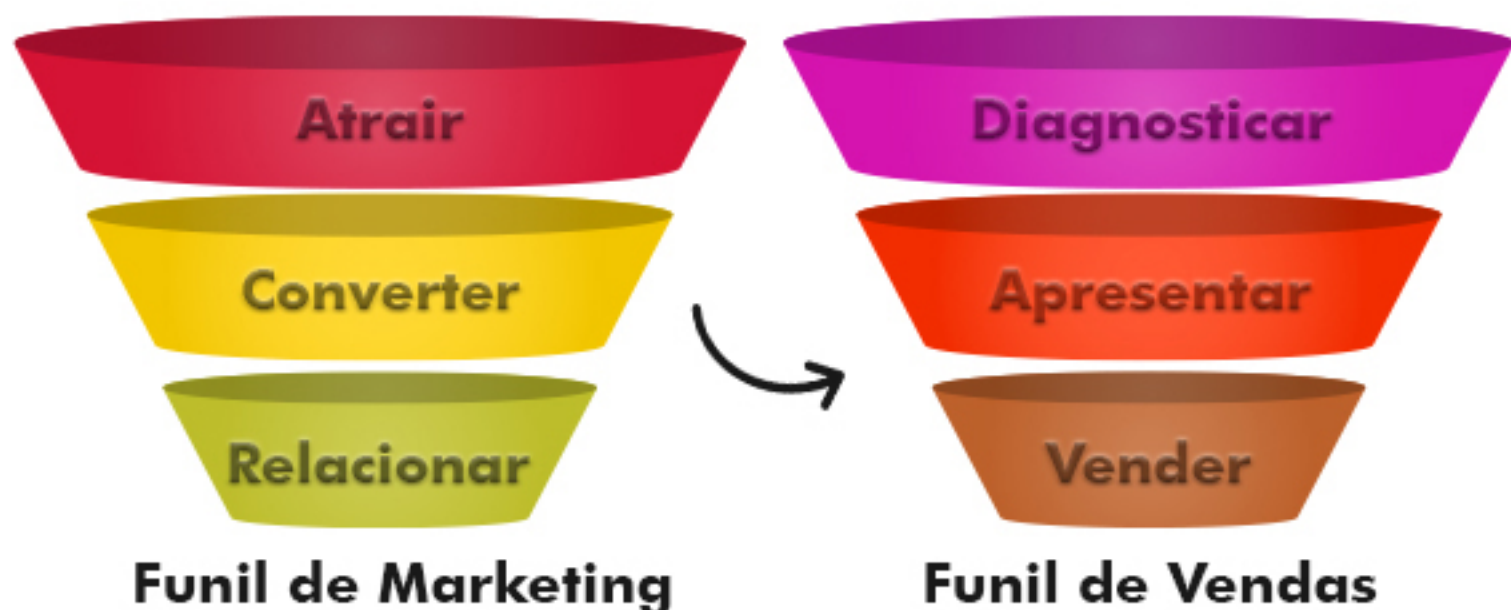 Atrair
Converter
Relacionar
Funil de Marketing
Diagnosticar
Apresentar
Vender
Funil de Vendas